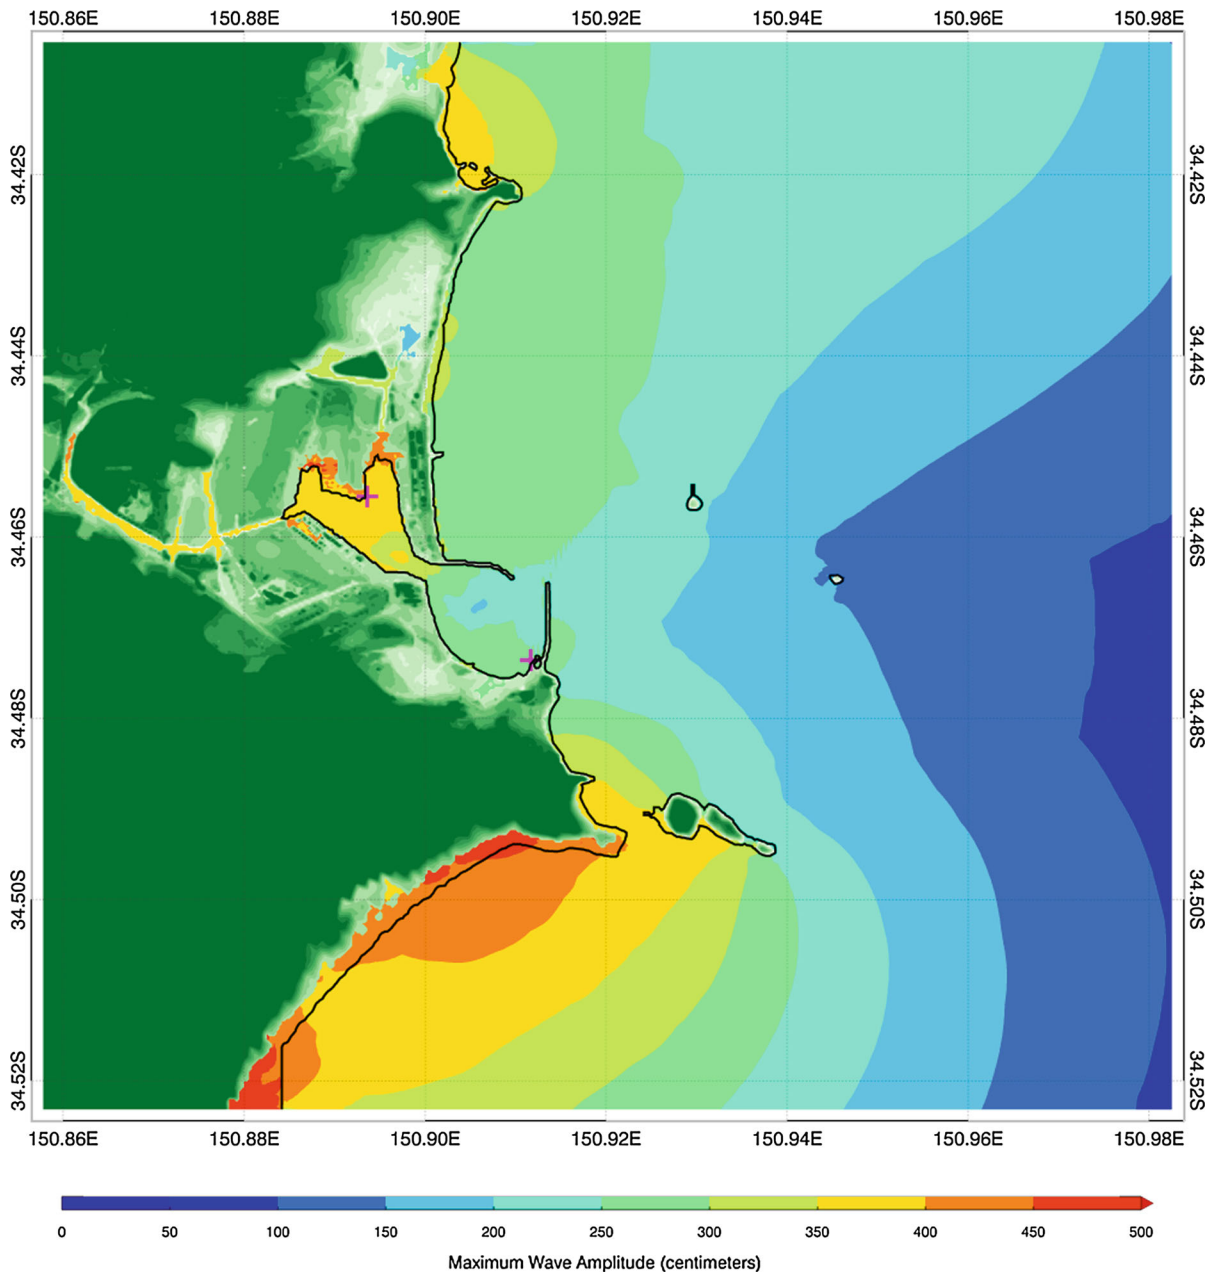 150.86E 150.88E 150.90E 150.92E 150.94E 150.96E 150.98E
34.42S 34.42S
34.44S 34.44S
34.46S 34.46S
34.48S 34.48S
34.50S 34.50S
34.52S 34.52S
150.86E 150.88E 150.90E 150.92E 150.94E 150.96E 150.98E
0 50 100 150 200 250 300 350 400 450 500
Maximum Wave Amplitude (centimeters)